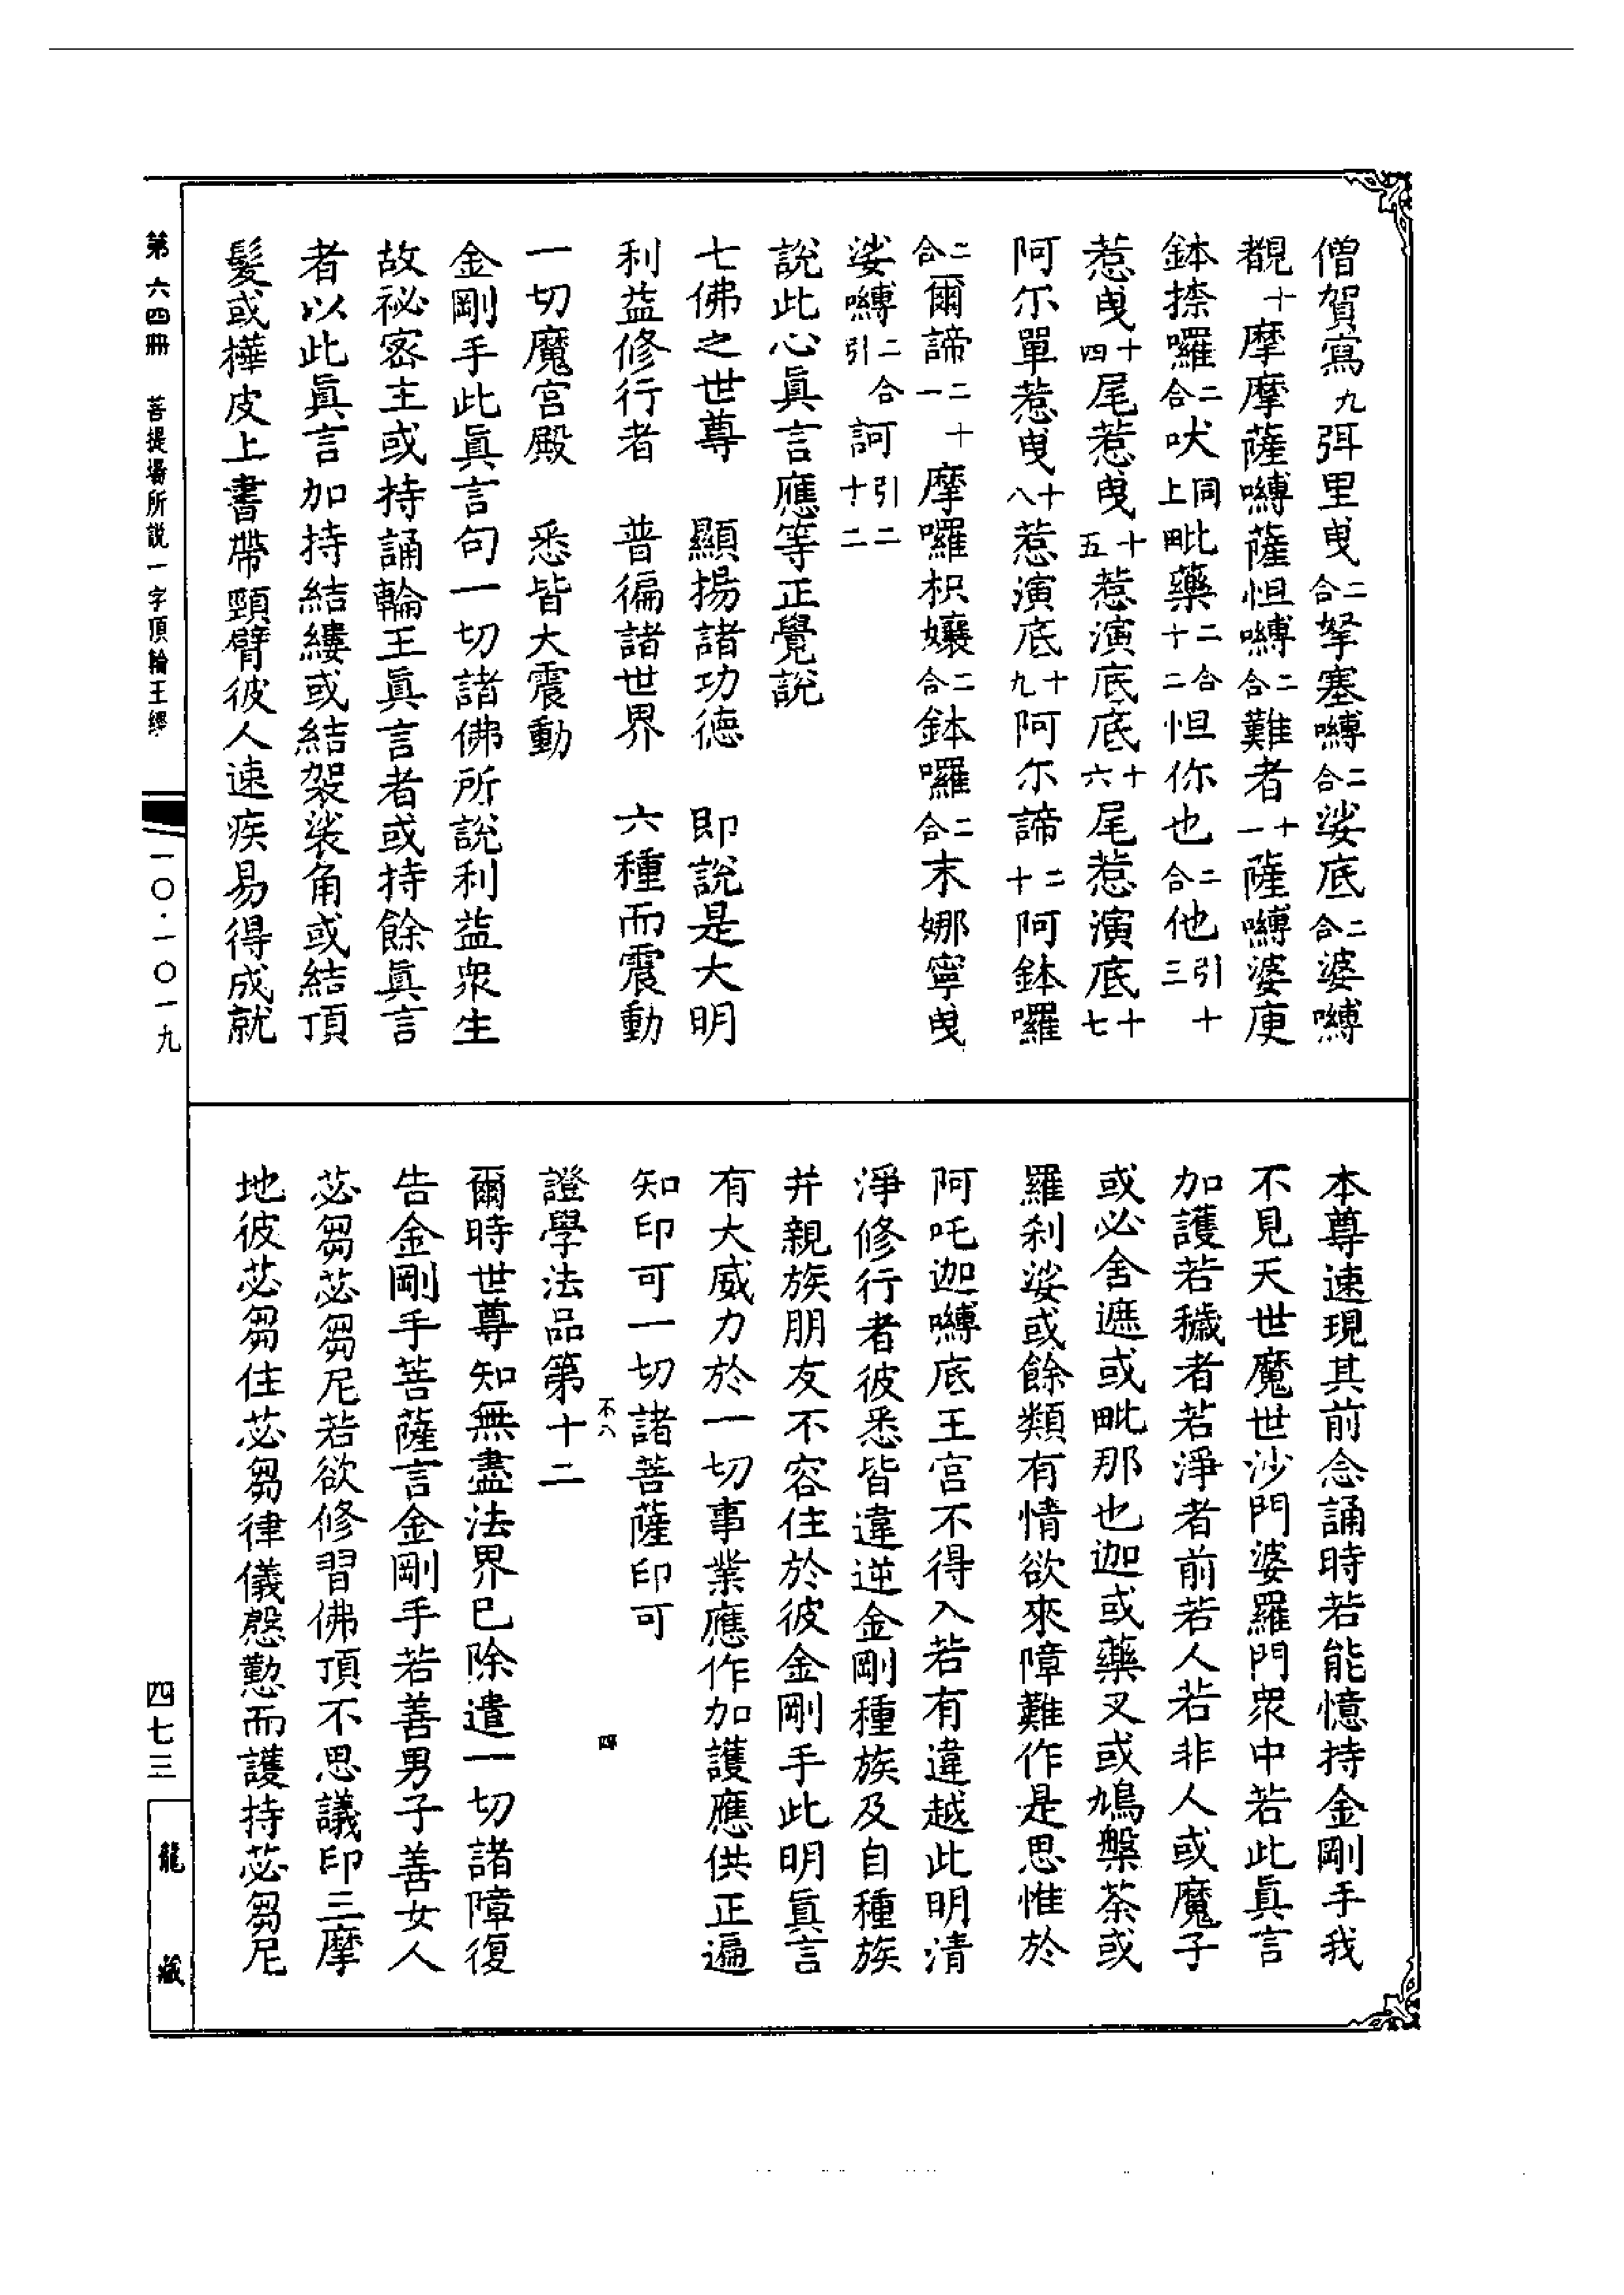 僧賀寫九弭里曳二合拏塞嚩二合娑底二合婆嚩
覩十摩摩薩嚩薩怛嚩二合難者十一薩嚩婆庾
鉢捺囉二合吠同上毗藥二合十二怛你也二合他引十三
惹曳十四尾惹曳十五惹演底底十六尾惹演底十七
阿尔單惹曳十八惹演底十九阿尔諦二十阿鉢囉
二合爾諦二十一摩囉枳孃二合鉢囉二合末娜寧曳
娑嚩二合引訶引二十二
說此心眞言應等正覺說
七佛之世尊　顯揚諸功德　即說是大明
利益修行者　普徧諸世界　六種而震動
一切魔宮殿　悉皆大震動
金剛手此眞言句一切諸佛所說利益衆生
故祕密主或持誦輪王眞言者或持餘眞言
者以此眞言加持結縷或結袈裟角或結頂
髮或樺皮上書帶頸臂彼人速疾易得成就
本尊速現其前念誦時若能憶持金剛手我
不見天世魔世沙門婆羅門衆中若此眞言
加護若穢者若淨者前若人若非人或魔子
或必舍遮或毗那也迦或藥叉或鳩槃茶或
羅刹娑或餘類有情欲來障難作是思惟於
阿吒迦嚩底王宮不得入若有違越此明清
淨修行者彼悉皆違逆金剛種族及自種族
并親族朋友不容住於彼金剛手此明眞言
有大威力於一切事業應作加護應供正遍
知印可一切諸菩薩印可
不八　四
證學法品第十二
爾時世尊知無盡法界已除遣一切諸障復
告金剛手菩薩言金剛手若善男子善女人
苾芻苾芻尼若欲修習佛頂不思議印三摩
地彼苾芻住苾芻律儀慇懃而護持苾芻尼
第六四冊　菩提場所說一字頂輪王經
一〇·一〇一九
四七三
龍藏